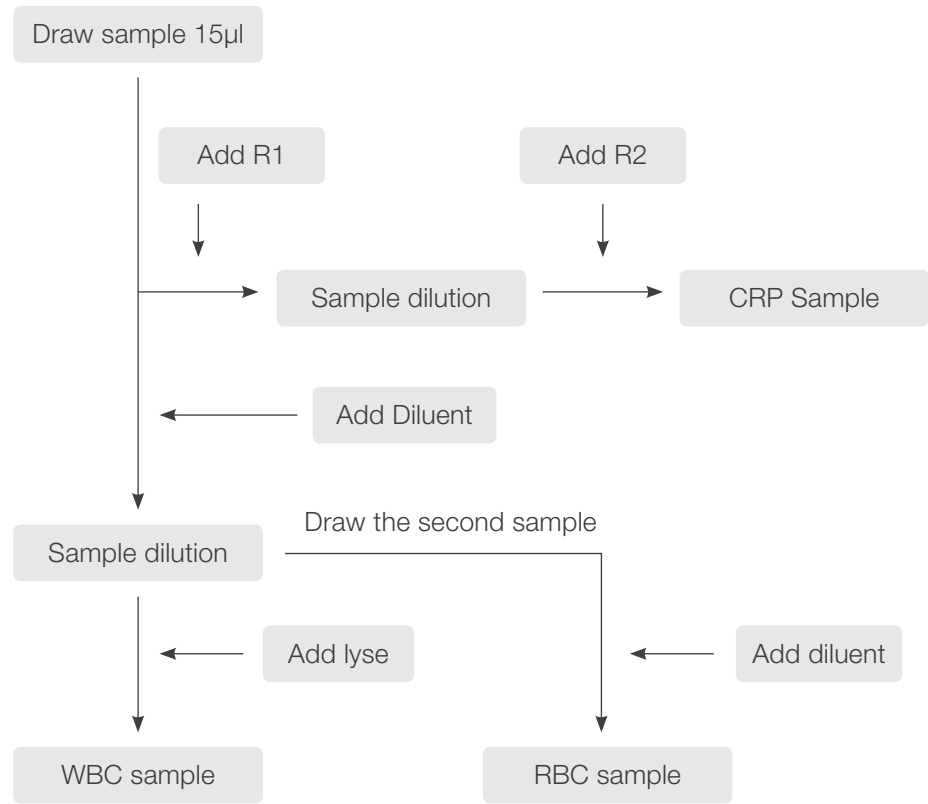 Draw sample 15μl
Add R1
Add R2
Sample dilution
CRP Sample
Add Diluent
Draw the second sample
Sample dilution
Add lyse
Add diluent
WBC sample
RBC sample